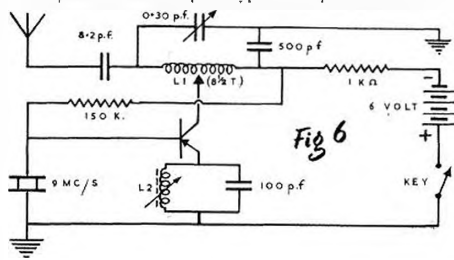 0·30 p.f.
8·2 p.f.
500 p f
L1 (8½ T)
1 KΩ
150 K.
6 VOLT
Fig 6
L2
100 p.f
9 MC/S
KEY